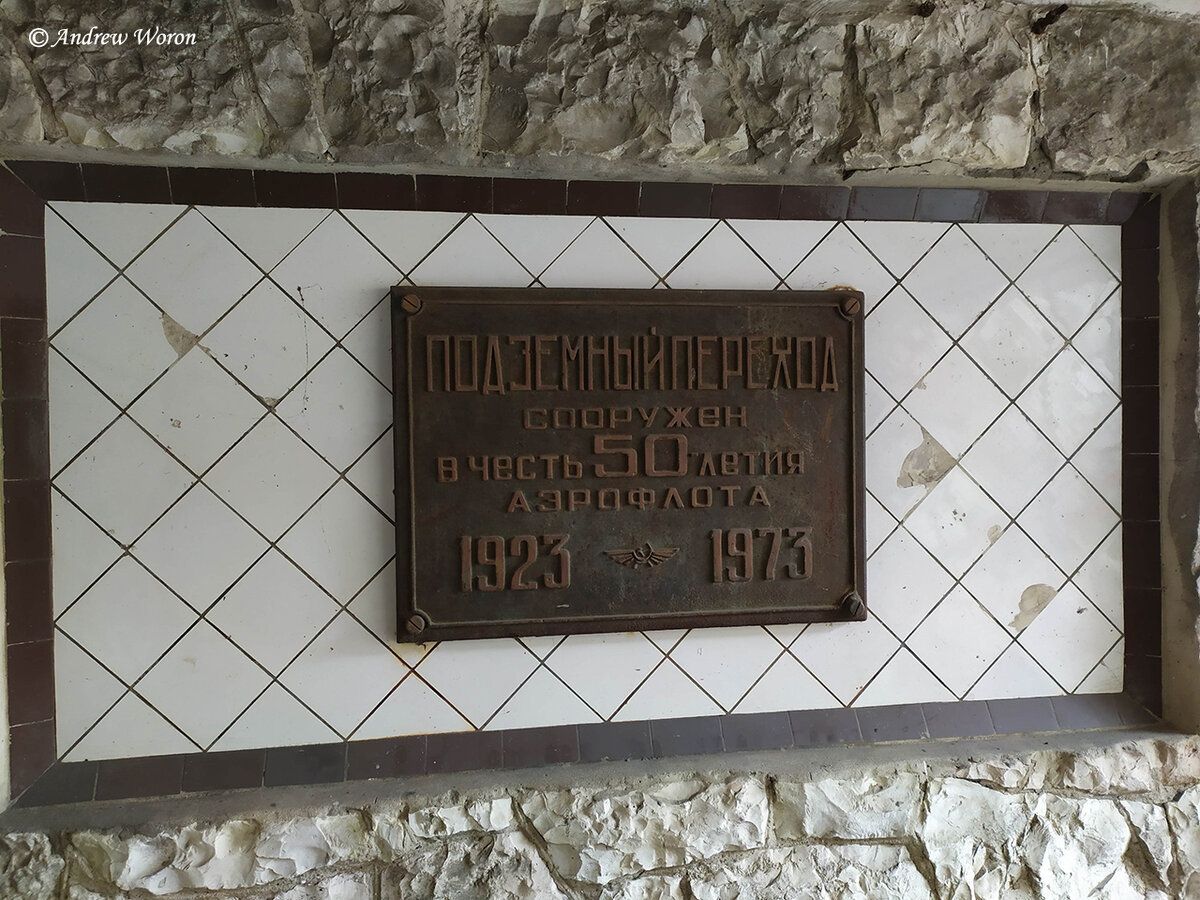 © Andrew Woron
ПОДЗЕМНЫЙ ПЕРЕХОД
СООРУЖЕН
В ЧЕСТЬ 50-ЛЕТИЯ
АЭРОФЛОТА
1923 1973